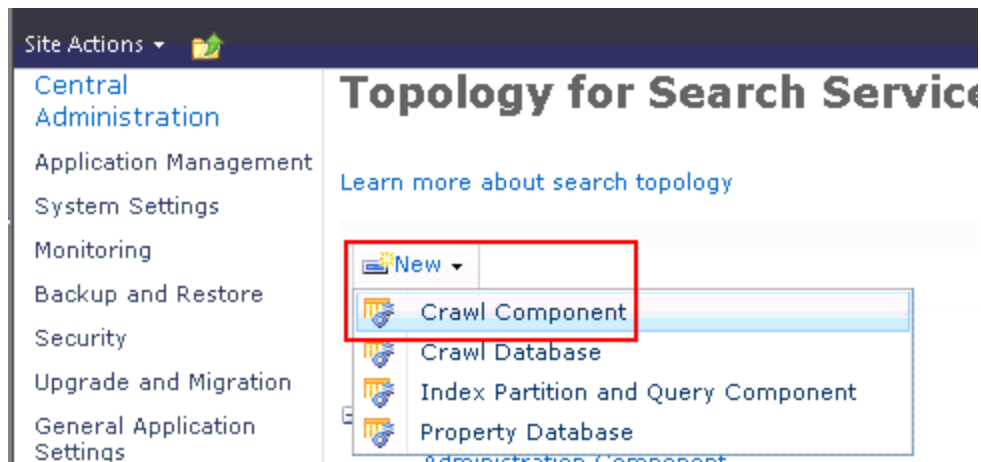 Site Actions
Central
Administration
Application Management
System Settings
Monitoring
Backup and Restore
Security
Upgrade and Migration
General Application
Settings
Topology for Search Service
Learn more about search topology
New
Crawl Component
Crawl Database
Index Partition and Query Component
Property Database
Administration Component